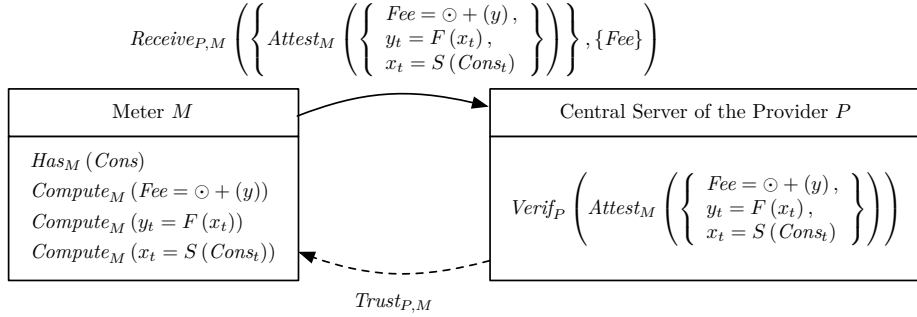 Receive_{P,M} ( { Attest_M ( { Fee = ⊙ + (y) ,
y_t = F (x_t) ,
x_t = S (Cons_t) } ) } , {Fee} )
Meter M
Has_M (Cons)
Compute_M (Fee = ⊙ + (y))
Compute_M (y_t = F (x_t))
Compute_M (x_t = S (Cons_t))
Central Server of the Provider P
Verif_P ( Attest_M ( { Fee = ⊙ + (y) ,
y_t = F (x_t) ,
x_t = S (Cons_t) } ) )
Trust_{P,M}